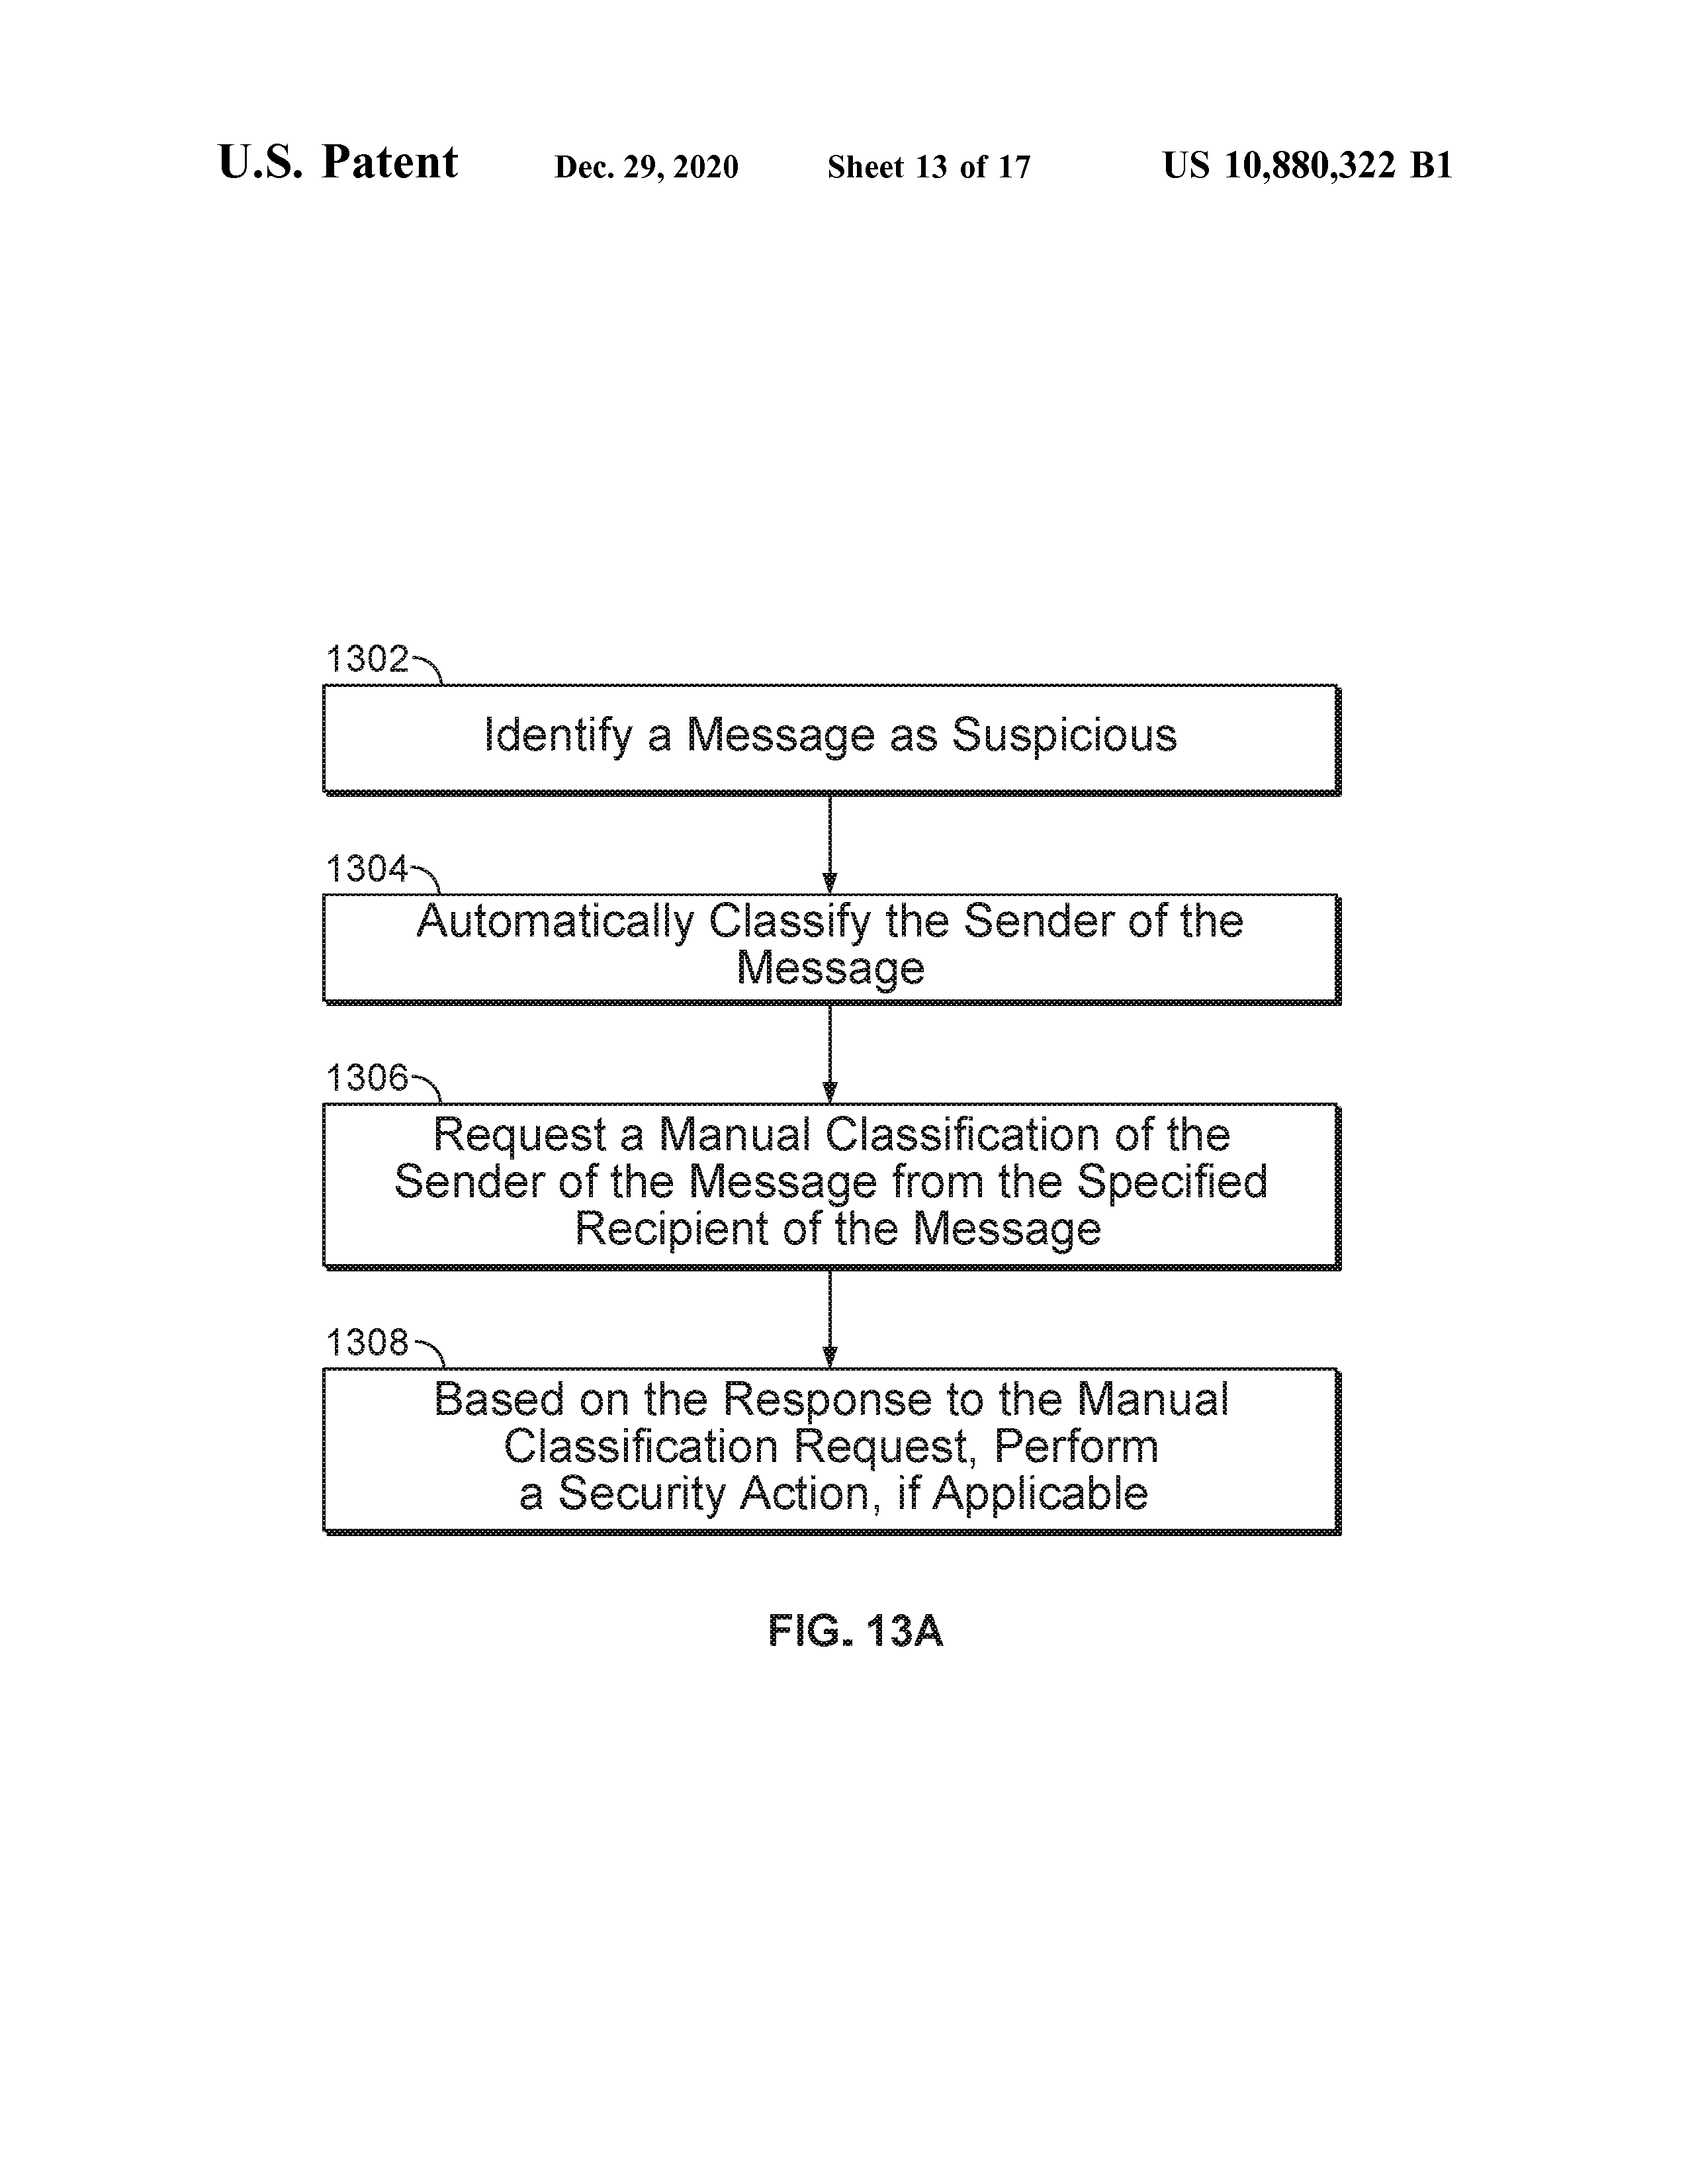 U.S. Patent Dec. 29, 2020 Sheet 13 of 17 US 10,880,322 B1
1302
Identify a Message as Suspicious
1304
Automatically Classify the Sender of the
Message
1306
Request a Manual Classification of the
Sender of the Message from the Specified
Recipient of the Message
1308
Based on the Response to the Manual
Classification Request, Perform
a Security Action, if Applicable
FIG. 13A